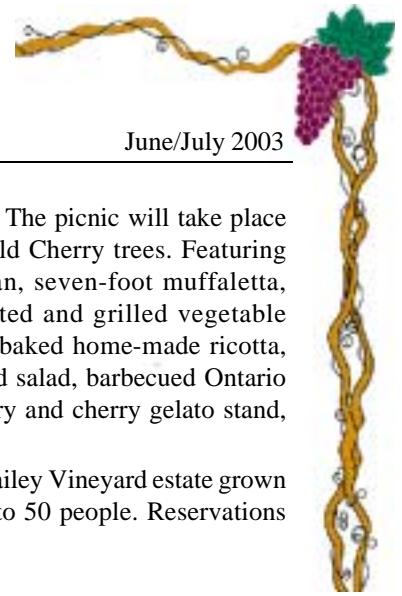 June/July 2003
The picnic will take place
ld Cherry trees. Featuring
an, seven-foot muffaletta,
ted and grilled vegetable
baked home-made ricotta,
d salad, barbecued Ontario
ry and cherry gelato stand,
ailey Vineyard estate grown
to 50 people. Reservations